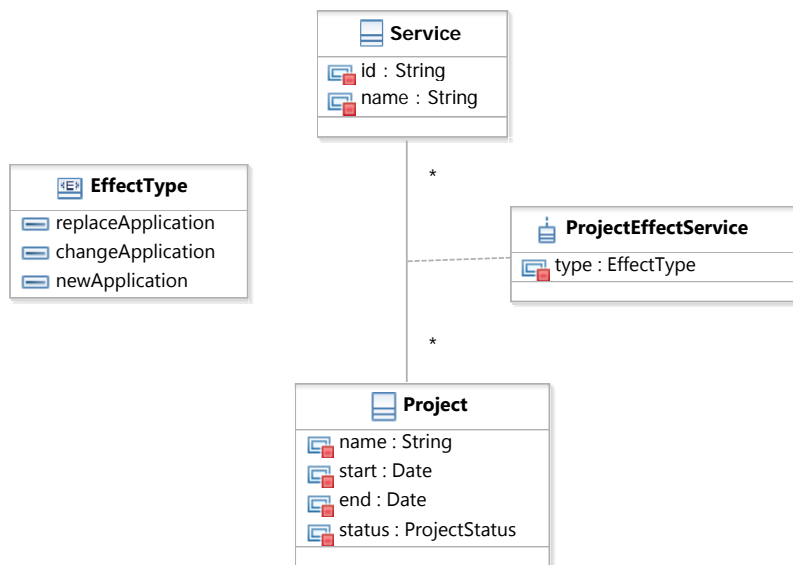 Service
id : String
name : String
*
EffectType
replaceApplication
changeApplication
newApplication
ProjectEffectService
type : EffectType
*
Project
name : String
start : Date
end : Date
status : ProjectStatus